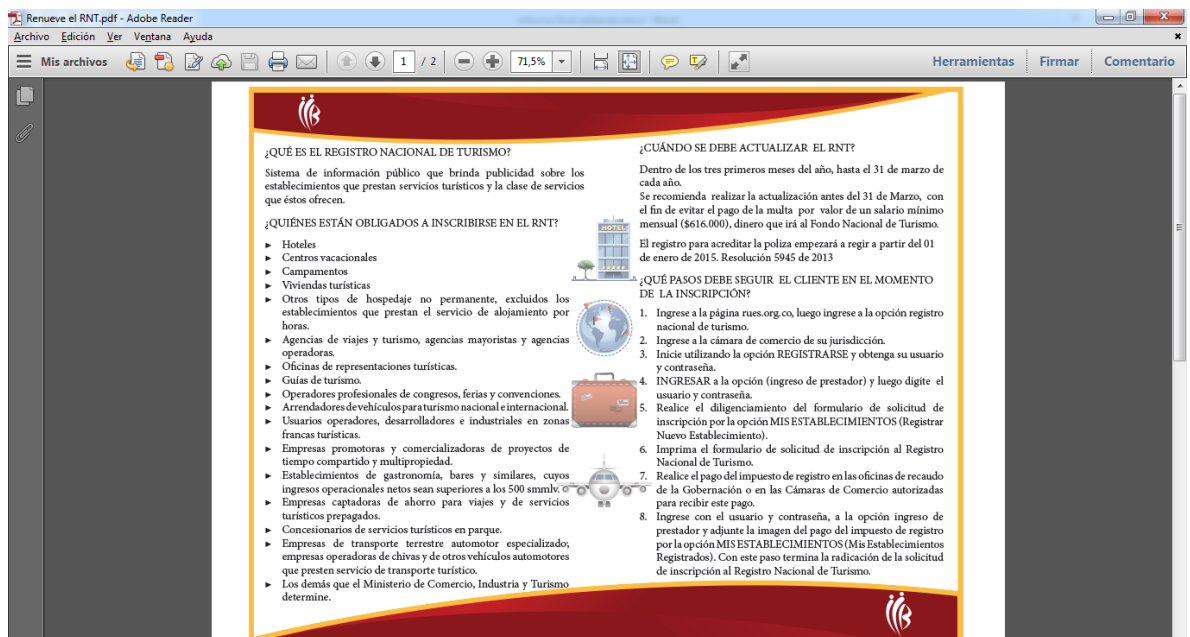 Renueve el RNT.pdf - Adobe Reader
Archivo Edición Ver Ventana Ayuda
Mis archivos 1 / 2 71,5% Herramientas Firmar Comentario
¿QUÉ ES EL REGISTRO NACIONAL DE TURISMO?
Sistema de información público que brinda publicidad sobre los
establecimientos que prestan servicios turísticos y la clase de servicios
que éstos ofrecen.
¿QUIÉNES ESTÁN OBLIGADOS A INSCRIBIRSE EN EL RNT?
► Hoteles
► Centros vacacionales
► Campamentos
► Viviendas turísticas
► Otros tipos de hospedaje no permanente, excluidos los
establecimientos que prestan el servicio de alojamiento por
horas.
► Agencias de viajes y turismo, agencias mayoristas y agencias
operadoras.
► Oficinas de representaciones turísticas.
► Guías de turismo.
► Operadores profesionales de congresos, ferias y convenciones.
► Arrendadores de vehículos para turismo nacional e internacional.
► Usuarios operadores, desarrolladores e industriales en zonas
francas turísticas.
► Empresas promotoras y comercializadoras de proyectos de
tiempo compartido y multipropiedad.
► Establecimientos de gastronomía, bares y similares, cuyos
ingresos operacionales netos sean superiores a los 500 smmlv.
► Empresas captadoras de ahorro para viajes y de servicios
turísticos prepagados.
► Concesionarios de servicios turísticos en parque.
► Empresas de transporte terrestre automotor especializado;
empresas operadoras de chivas y de otros vehículos automotores
que presten servicio de transporte turístico.
► Los demás que el Ministerio de Comercio, Industria y Turismo
determine.
HOTEL
¿CUÁNDO SE DEBE ACTUALIZAR EL RNT?
Dentro de los tres primeros meses del año, hasta el 31 de marzo de
cada año.
Se recomienda realizar la actualización antes del 31 de Marzo, con
el fin de evitar el pago de la multa por valor de un salario mínimo
mensual ($616.000), dinero que irá al Fondo Nacional de Turismo.
El registro para acreditar la poliza empezará a regir a partir del 01
de enero de 2015. Resolución 5945 de 2013
¿QUÉ PASOS DEBE SEGUIR EL CLIENTE EN EL MOMENTO
DE LA INSCRIPCIÓN?
1. Ingrese a la página rues.org.co, luego ingrese a la opción registro
nacional de turismo.
2. Ingrese a la cámara de comercio de su jurisdicción.
3. Inicie utilizando la opción REGISTRARSE y obtenga su usuario
y contraseña.
4. INGRESAR a la opción (ingreso de prestador) y luego digite el
usuario y contraseña.
5. Realice el diligenciamiento del formulario de solicitud de
inscripción por la opción MIS ESTABLECIMIENTOS (Registrar
Nuevo Establecimiento).
6. Imprima el formulario de solicitud de inscripción al Registro
Nacional de Turismo.
7. Realice el pago del impuesto de registro en las oficinas de recaudo
de la Gobernación o en las Cámaras de Comercio autorizadas
para recibir este pago.
8. Ingrese con el usuario y contraseña, a la opción ingreso de
prestador y adjunte la imagen del pago del impuesto de registro
por la opción MIS ESTABLECIMIENTOS (Mis Establecimientos
Registrados). Con este paso termina la radicación de la solicitud
de inscripción al Registro Nacional de Turismo.